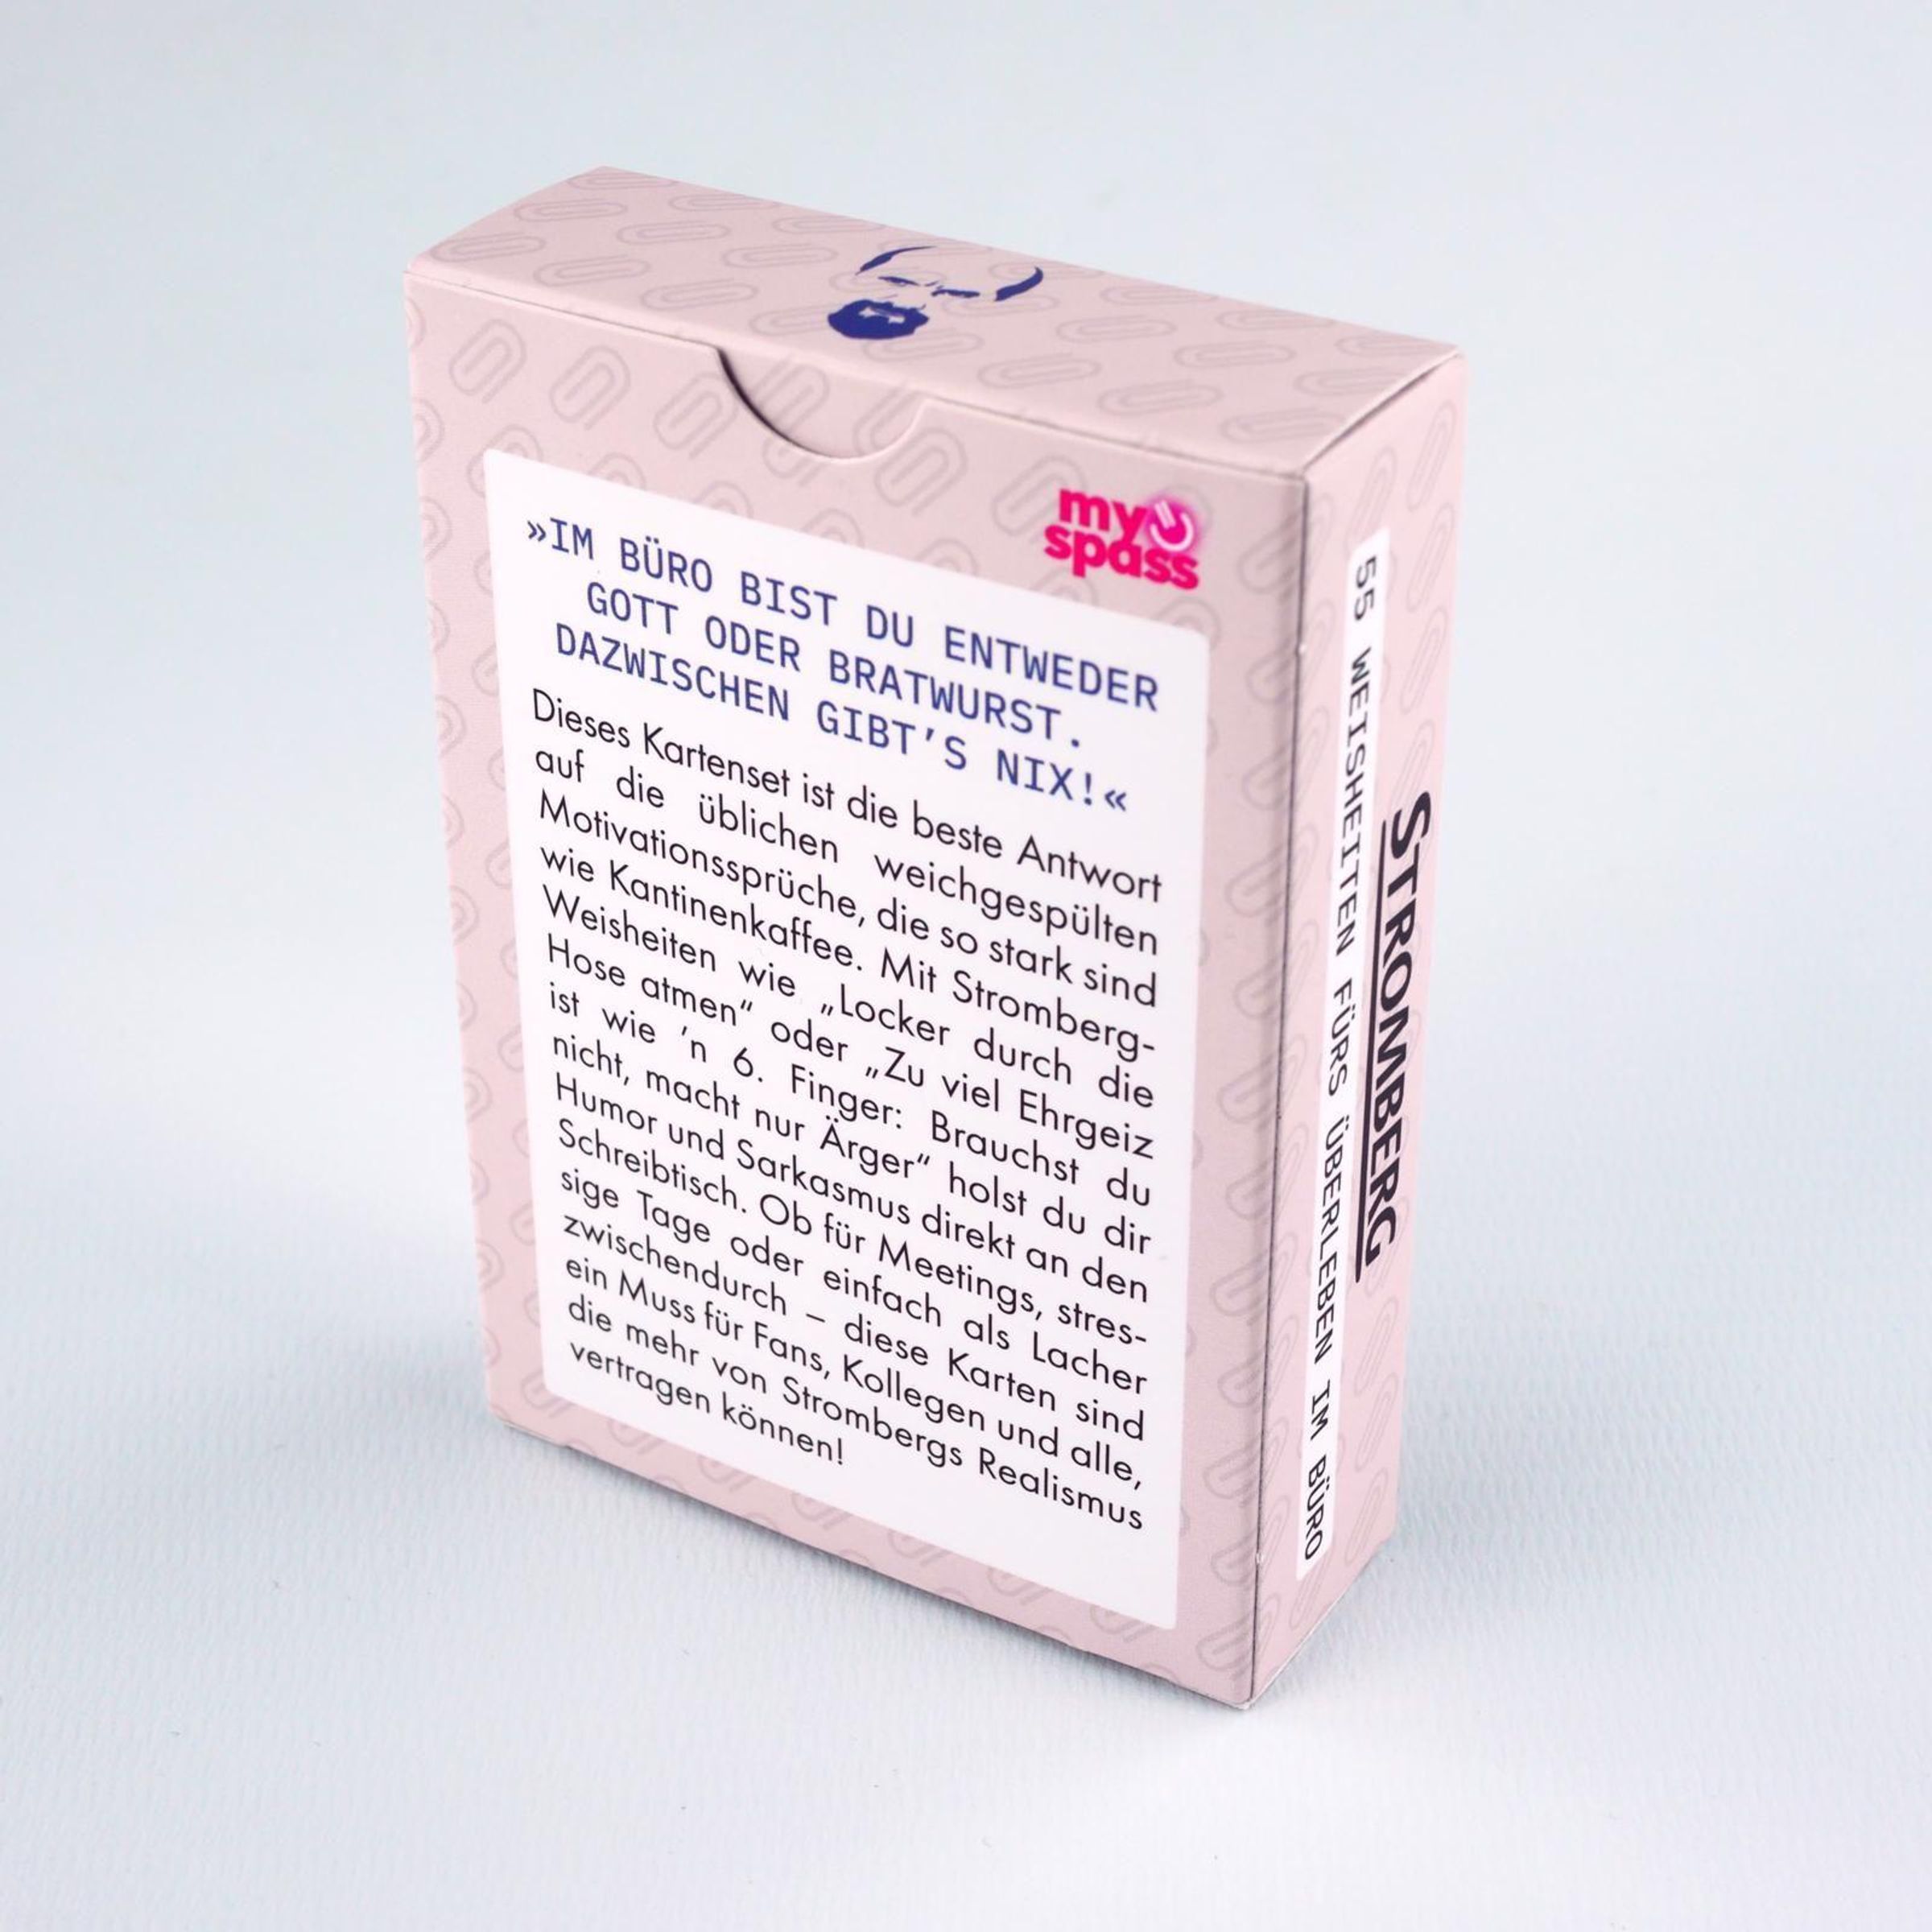 my
spass
»IM BÜRO BIST DU ENTWEDER
GOTT ODER BRATWURST.
DAZWISCHEN GIBT’S NIX!«
Dieses Kartenset ist die beste Antwort
auf die üblichen weichgespülten
Motivationssprüche, die so stark sind
wie Kantinenkaffee. Mit Stromberg-
Weisheiten wie „Locker durch die
Hose atmen“ oder „Zu viel Ehrgeiz
ist wie ’n 6. Finger: Brauchst du
nicht, macht nur Ärger“ holst du dir
Humor und Sarkasmus direkt an den
Schreibtisch. Ob für Meetings, stres-
sige Tage oder einfach als Lacher
zwischendurch – diese Karten sind
ein Muss für Fans, Kollegen und alle,
die mehr von Strombergs Realismus
vertragen können!
STROMBERG
55 WEISHEITEN FÜRS ÜBERLEBEN IM BÜRO